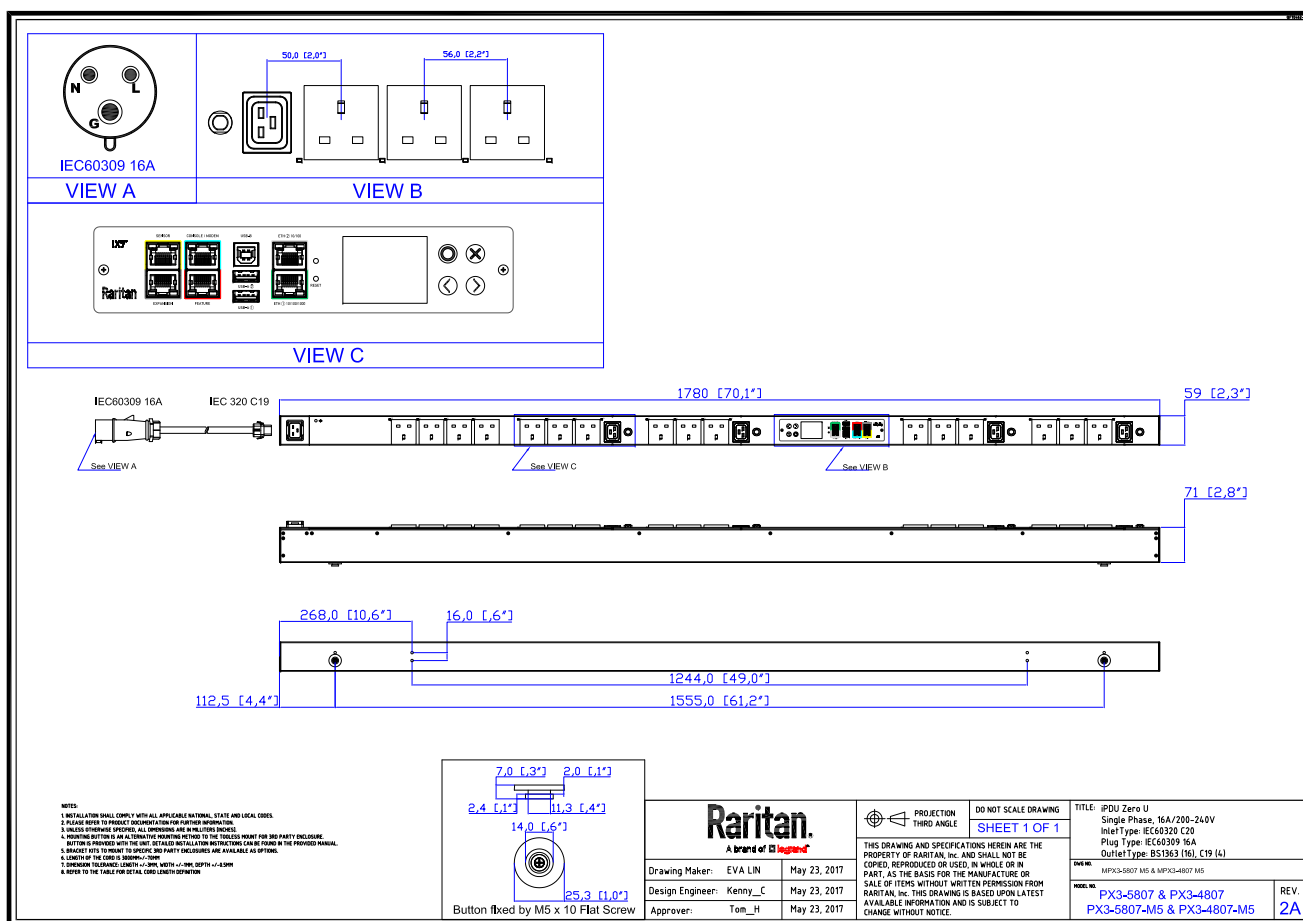 N
L
G
IEC60309 16A
VIEW A
50,0 [2,0"]
56,0 [2,2"]
VIEW B
SENSOR
CONSOLE / MODEM
USB-B
ETH 2 10/100
Raritan
EXPANSION
FEATURE
USB-A
USB-A
RESET
VIEW C
IEC60309 16A
IEC 320 C19
1780 [70,1"]
59 [2,3"]
See VIEW A
See VIEW C
See VIEW B
71 [2,8"]
268,0 [10,6"]
16,0 [,6"]
1244,0 [49,0"]
112,5 [4,4"]
1555,0 [61,2"]
7,0 [,3"]
2,0 [,1"]
2,4 [,1"]
11,3 [,4"]
14,0 [,6"]
25,3 [1,0"]
Button fixed by M5 x 10 Flat Screw
NOTES:
1. INSTALLATION SHALL COMPLY WITH ALL APPLICABLE NATIONAL, STATE AND LOCAL CODES.
2. PLEASE REFER TO PRODUCT DOCUMENTATION FOR FURTHER INFORMATION.
3. UNLESS OTHERWISE SPECIFIED, ALL DIMENSIONS ARE IN MILLITERS [INCHES].
4. MOUNTING BUTTON IS AN ALTERNATIVE MOUNTING METHOD TO THE TOOLLESS MOUNT FOR 3RD PARTY ENCLOSURE.
BUTTON IS PROVIDED WITH THE UNIT. DETAILED INSTALLATION INSTRUCTIONS CAN BE FOUND IN THE PROVIDED MANUAL.
5. BRACKET KITS TO MOUNT TO SPECIFIC 3RD PARTY ENCLOSURES ARE AVAILABLE AS OPTIONS.
6. LENGTH OF THE CORD IS 3000MM+/-70MM
7. DIMENSION TOLERANCE: LENGTH +/-3MM, WIDTH +/-1MM, DEPTH +/-0.5MM
8. REFER TO THE TABLE FOR DETAIL CORD LENGTH DEFINITION
Raritan.
A brand of legrand
Drawing Maker: EVA LIN May 23, 2017
Design Engineer: Kenny_C May 23, 2017
Approver: Tom_H May 23, 2017
PROJECTION
THIRD ANGLE
DO NOT SCALE DRAWING
SHEET 1 OF 1
THIS DRAWING AND SPECIFICATIONS HEREIN ARE THE
PROPERTY OF RARITAN, Inc. AND SHALL NOT BE
COPIED, REPRODUCED OR USED, IN WHOLE OR IN
PART, AS THE BASIS FOR THE MANUFACTURE OR
SALE OF ITEMS WITHOUT WRITTEN PERMISSION FROM
RARITAN, Inc. THIS DRAWING IS BASED UPON LATEST
AVAILABLE INFORMATION AND IS SUBJECT TO
CHANGE WITHOUT NOTICE.
TITLE: iPDU Zero U
Single Phase, 16A/200-240V
InletType: IEC60320 C20
Plug Type: IEC60309 16A
OutletType: BS1363 (16), C19 (4)
DWG NO.
MPX3-5807 M5 & MPX3-4807 M5
MODEL NO.
PX3-5807 & PX3-4807
PX3-5807-M5 & PX3-4807-M5
REV.
2A